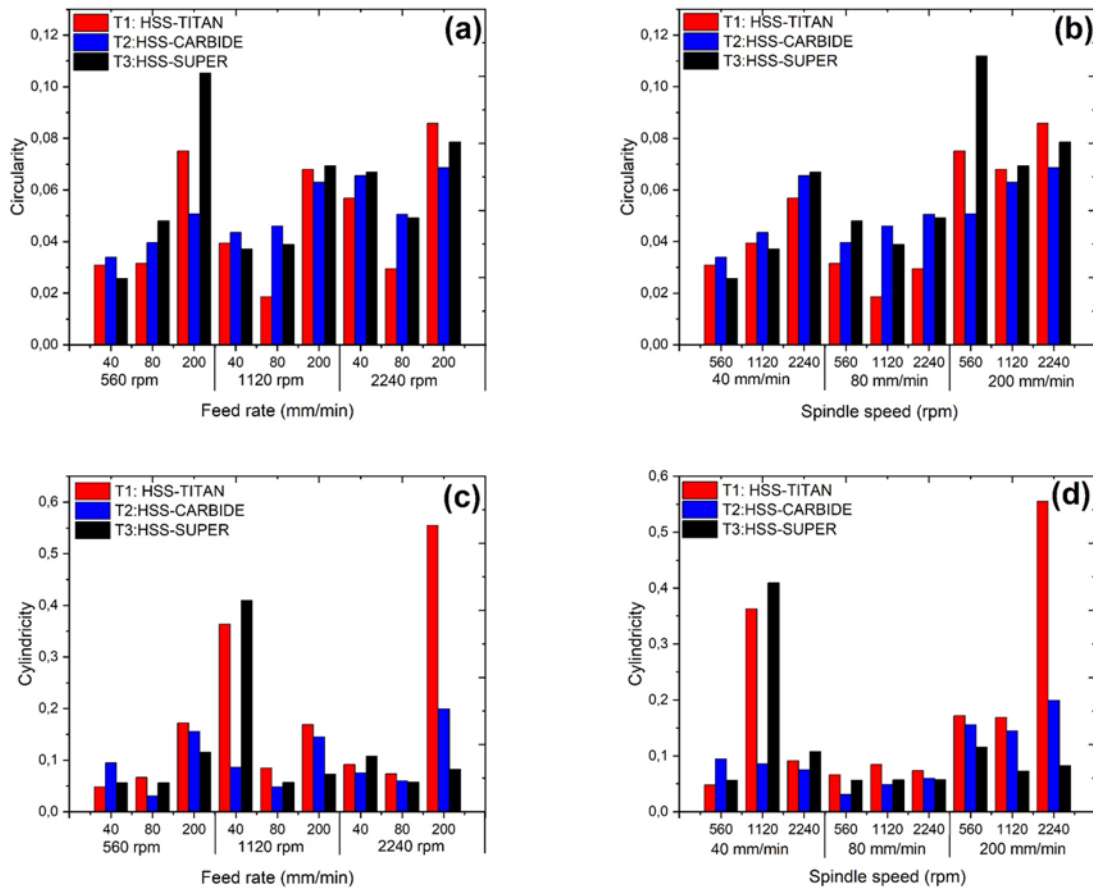 (a)
T1: HSS-TITAN
T2:HSS-CARBIDE
T3:HSS-SUPER
0,12
0,10
0,08
0,06
0,04
0,02
0,00
Circularity
40 80 200 40 80 200 40 80 200
560 rpm 1120 rpm 2240 rpm
Feed rate (mm/min)
(b)
T1: HSS-TITAN
T2:HSS-CARBIDE
T3:HSS-SUPER
0,12
0,10
0,08
0,06
0,04
0,02
0,00
Circularity
560 1120 2240 560 1120 2240 560 1120 2240
40 mm/min 80 mm/min 200 mm/min
Spindle speed (rpm)
(c)
T1: HSS-TITAN
T2:HSS-CARBIDE
T3:HSS-SUPER
0,6
0,5
0,4
0,3
0,2
0,1
0,0
Cylindricity
40 80 200 40 80 200 40 80 200
560 rpm 1120 rpm 2240 rpm
Feed rate (mm/min)
(d)
T1: HSS-TITAN
T2:HSS-CARBIDE
T3:HSS-SUPER
0,6
0,5
0,4
0,3
0,2
0,1
0,0
Cylindricity
560 1120 2240 560 1120 2240 560 1120 2240
40 mm/min 80 mm/min 200 mm/min
Spindle speed (rpm)